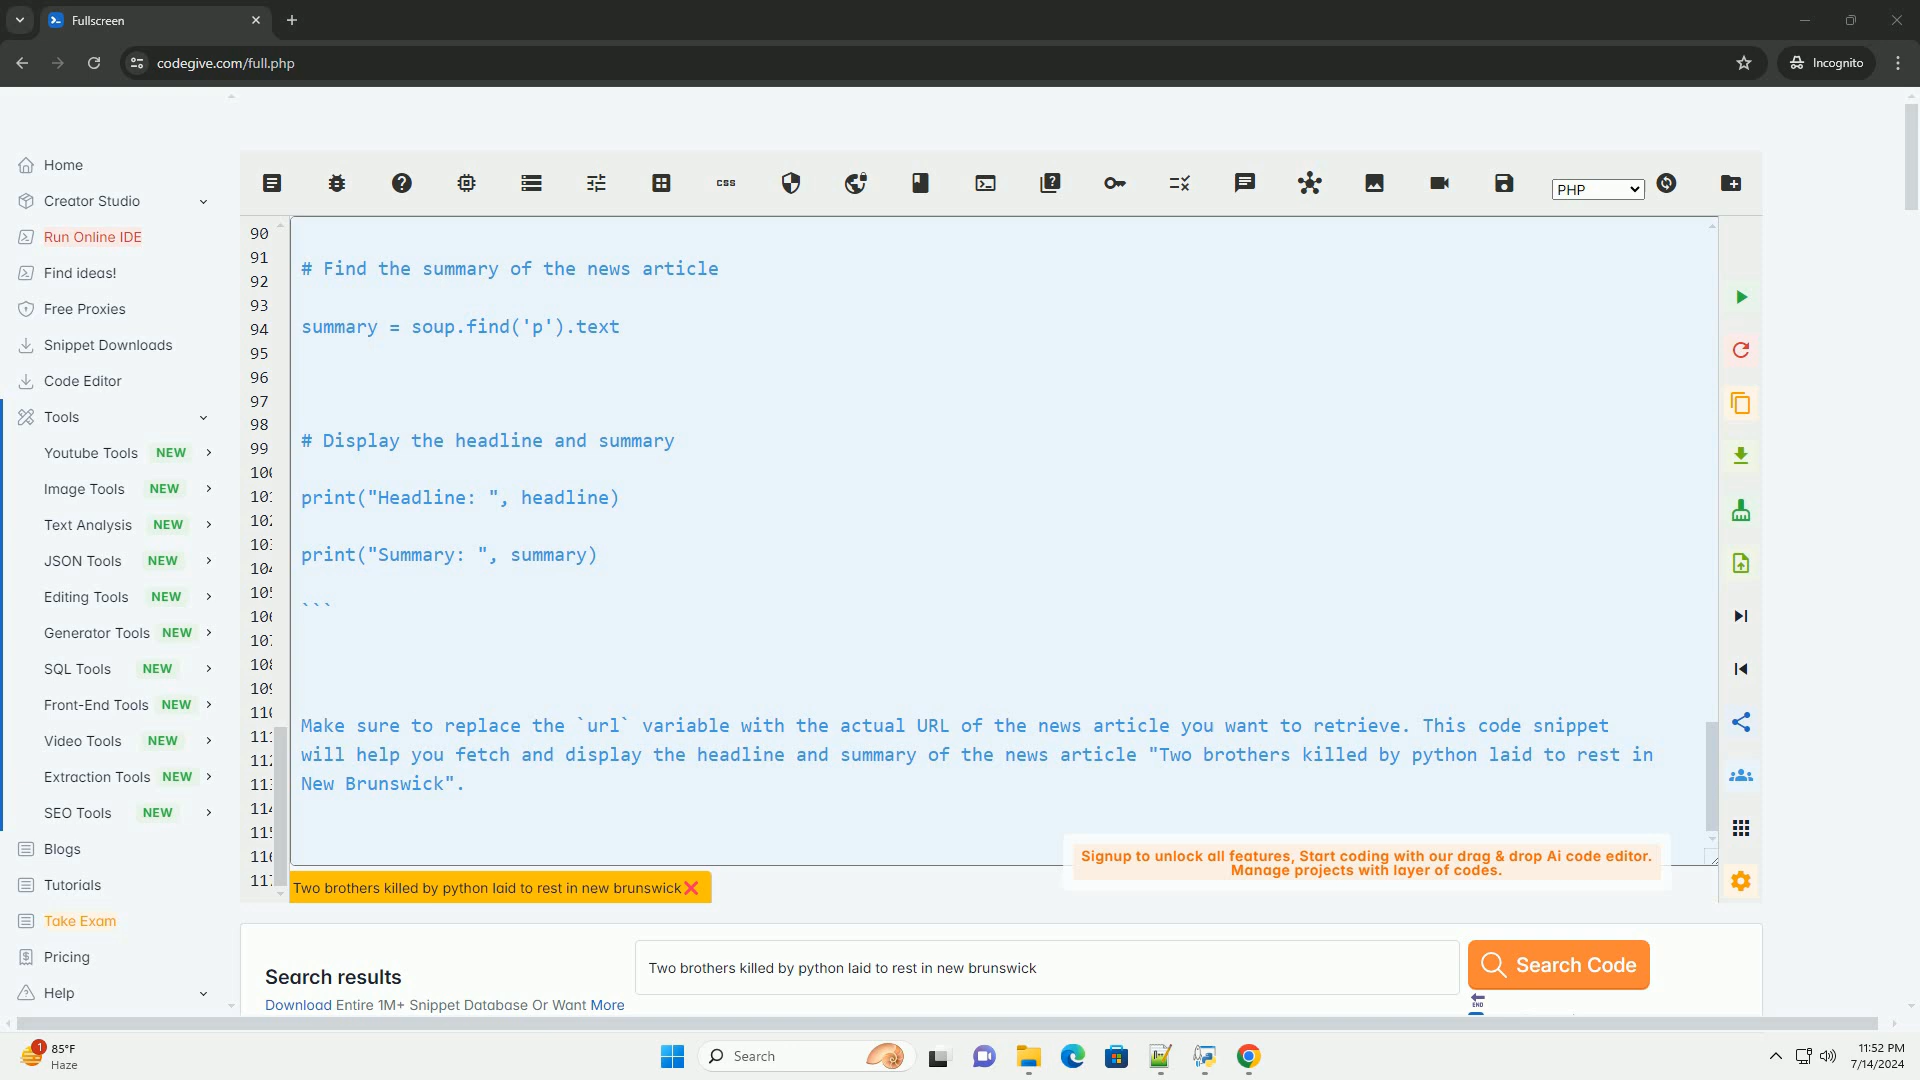 Fullscreen
codegive.com/full.php
Incognito
Home
Creator Studio
Run Online IDE
Find ideas!
Free Proxies
Snippet Downloads
Code Editor
Tools
Youtube Tools NEW
Image Tools NEW
Text Analysis NEW
JSON Tools NEW
Editing Tools NEW
Generator Tools NEW
SQL Tools NEW
Front-End Tools NEW
Video Tools NEW
Extraction Tools NEW
SEO Tools NEW
Blogs
Tutorials
Take Exam
Pricing
Help
css
PHP
90
91
92
93
94
95
96
97
98
99
# Find the summary of the news article
summary = soup.find('p').text
# Display the headline and summary
print("Headline: ", headline)
print("Summary: ", summary)
```
Make sure to replace the `url` variable with the actual URL of the news article you want to retrieve. This code snippet
will help you fetch and display the headline and summary of the news article "Two brothers killed by python laid to rest in
New Brunswick".
Signup to unlock all features, Start coding with our drag & drop Ai code editor.
Manage projects with layer of codes.
Two brothers killed by python laid to rest in new brunswick
Search results
Download Entire 1M+ Snippet Database Or Want More
Two brothers killed by python laid to rest in new brunswick
Search Code
END
1
85°F
Haze
Search
11:52 PM
7/14/2024